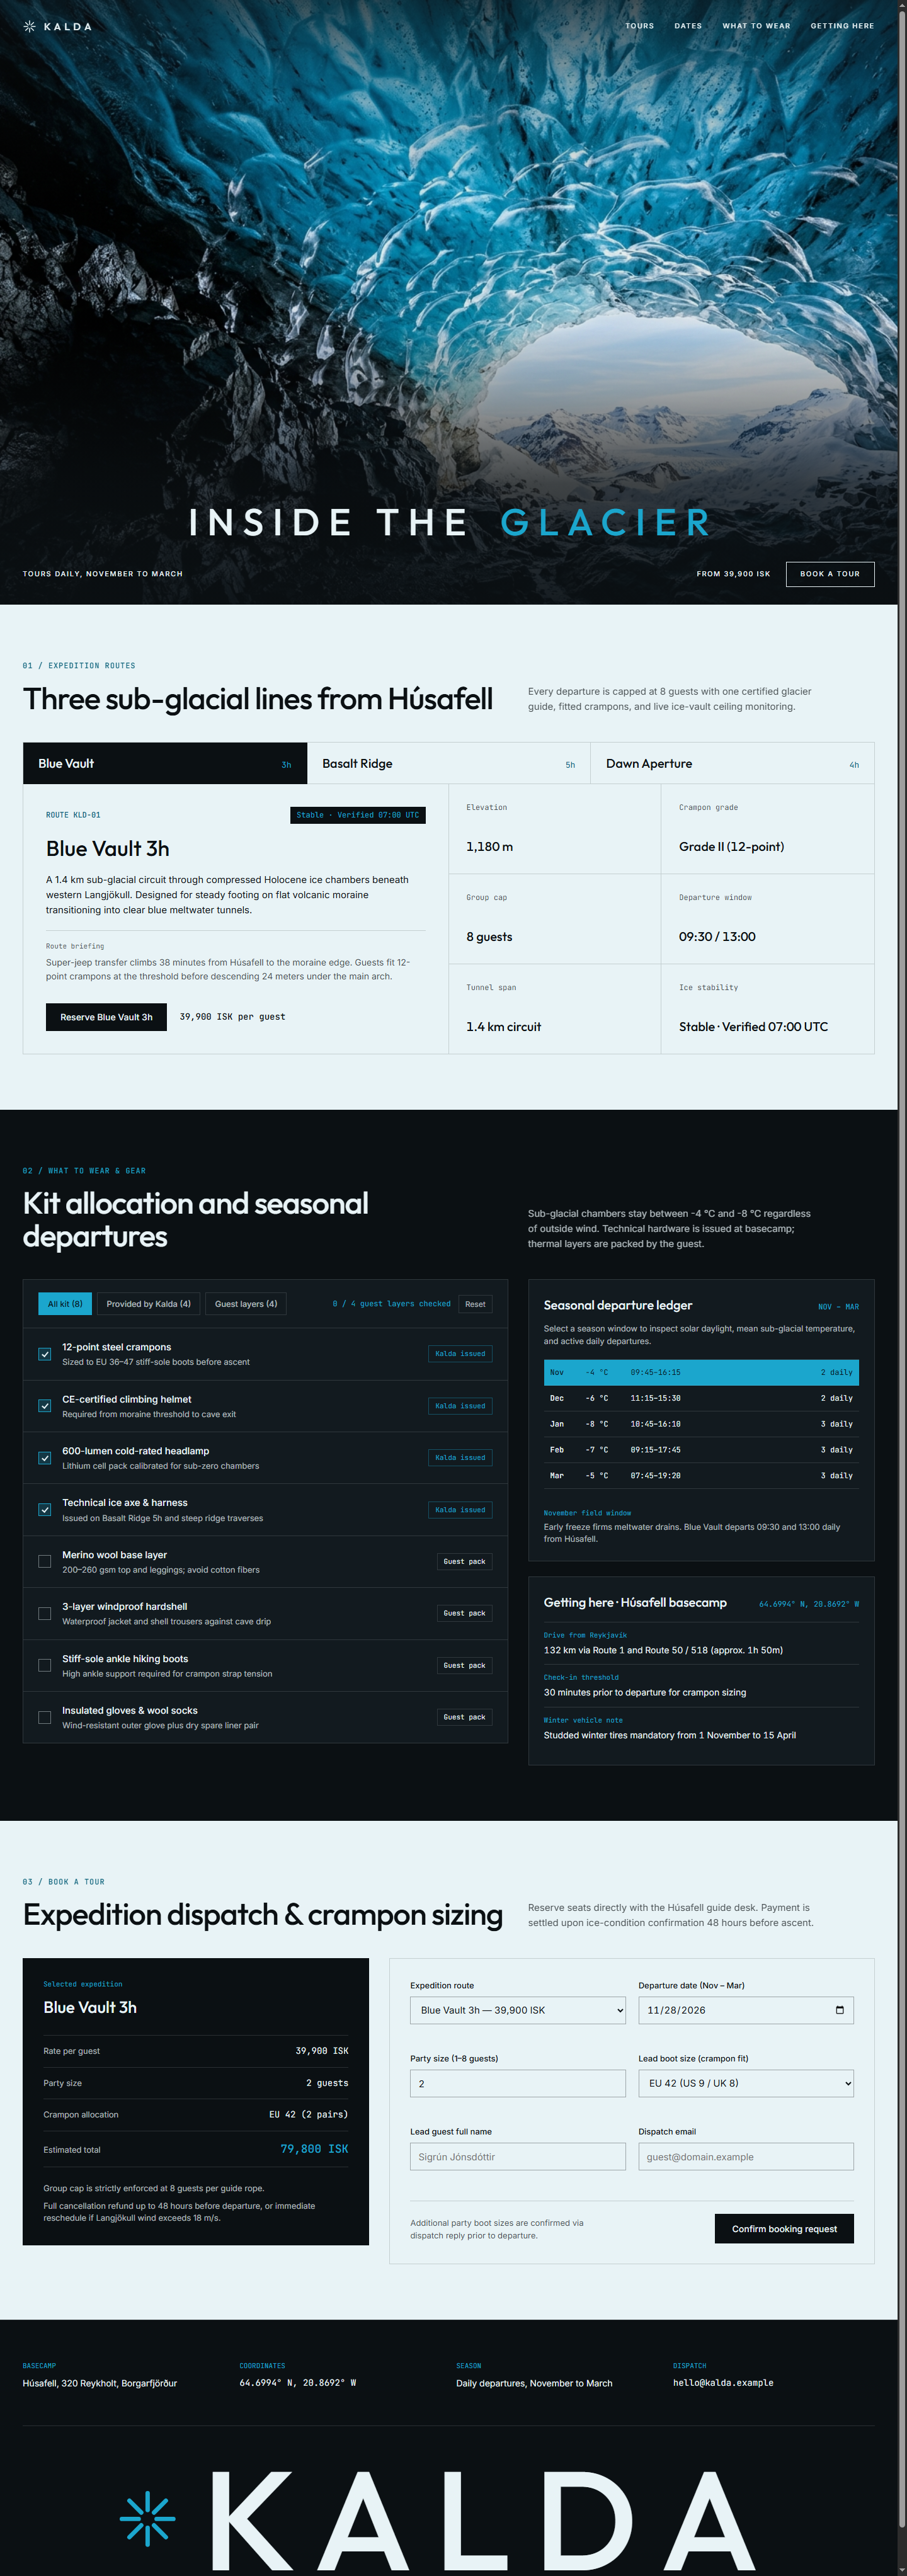 KALDA
TOURS
DATES
WHAT TO WEAR
GETTING HERE
INSIDE THE GLACIER
TOURS DAILY, NOVEMBER TO MARCH
FROM 39,900 ISK
BOOK A TOUR
01 / EXPEDITION ROUTES
Three sub-glacial lines from Húsafell
Every departure is capped at 8 guests with one certified glacier
guide, fitted crampons, and live ice-vault ceiling monitoring.
Blue Vault 3h
Basalt Ridge 5h
Dawn Aperture 4h
ROUTE KLD-01
Stable · Verified 07:00 UTC
Blue Vault 3h
A 1.4 km sub-glacial circuit through compressed Holocene ice chambers beneath
western Langjökull. Designed for steady footing on flat volcanic moraine
transitioning into clear blue meltwater tunnels.
Route briefing
Super-jeep transfer climbs 38 minutes from Húsafell to the moraine edge. Guests fit 12-
point crampons at the threshold before descending 24 meters under the main arch.
Reserve Blue Vault 3h
39,900 ISK per guest
Elevation
1,180 m
Crampon grade
Grade II (12-point)
Group cap
8 guests
Departure window
09:30 / 13:00
Tunnel span
1.4 km circuit
Ice stability
Stable · Verified 07:00 UTC
02 / WHAT TO WEAR & GEAR
Kit allocation and seasonal
departures
Sub-glacial chambers stay between -4 °C and -8 °C regardless
of outside wind. Technical hardware is issued at basecamp;
thermal layers are packed by the guest.
All kit (8)
Provided by Kalda (4)
Guest layers (4)
0 / 4 guest layers checked
Reset
12-point steel crampons
Sized to EU 36–47 stiff-sole boots before ascent
Kalda issued
CE-certified climbing helmet
Required from moraine threshold to cave exit
Kalda issued
600-lumen cold-rated headlamp
Lithium cell pack calibrated for sub-zero chambers
Kalda issued
Technical ice axe & harness
Issued on Basalt Ridge 5h and steep ridge traverses
Kalda issued
Merino wool base layer
200–260 gsm top and leggings; avoid cotton fibers
Guest pack
3-layer windproof hardshell
Waterproof jacket and shell trousers against cave drip
Guest pack
Stiff-sole ankle hiking boots
High ankle support required for crampon strap tension
Guest pack
Insulated gloves & wool socks
Wind-resistant outer glove plus dry spare liner pair
Guest pack
Seasonal departure ledger
NOV – MAR
Select a season window to inspect solar daylight, mean sub-glacial temperature,
and active daily departures.
Nov -4 °C 09:45–16:15 2 daily
Dec -6 °C 11:15–15:30 2 daily
Jan -8 °C 10:45–16:10 3 daily
Feb -7 °C 09:15–17:45 3 daily
Mar -5 °C 07:45–19:20 3 daily
November field window
Early freeze firms meltwater drains. Blue Vault departs 09:30 and 13:00 daily
from Húsafell.
Getting here · Húsafell basecamp
64.6994° N, 20.8692° W
Drive from Reykjavík
132 km via Route 1 and Route 50 / 518 (approx. 1h 50m)
Check-in threshold
30 minutes prior to departure for crampon sizing
Winter vehicle note
Studded winter tires mandatory from 1 November to 15 April
03 / BOOK A TOUR
Expedition dispatch & crampon sizing
Reserve seats directly with the Húsafell guide desk. Payment is
settled upon ice-condition confirmation 48 hours before ascent.
Selected expedition
Blue Vault 3h
Rate per guest 39,900 ISK
Party size 2 guests
Crampon allocation EU 42 (2 pairs)
Estimated total 79,800 ISK
Group cap is strictly enforced at 8 guests per guide rope.
Full cancellation refund up to 48 hours before departure, or immediate
reschedule if Langjökull wind exceeds 18 m/s.
Expedition route
Blue Vault 3h — 39,900 ISK
Departure date (Nov – Mar)
11/28/2026
Party size (1–8 guests)
2
Lead boot size (crampon fit)
EU 42 (US 9 / UK 8)
Lead guest full name
Sigrún Jónsdóttir
Dispatch email
guest@domain.example
Additional party boot sizes are confirmed via
dispatch reply prior to departure.
Confirm booking request
BASECAMP
Húsafell, 320 Reykholt, Borgarfjörður
COORDINATES
64.6994° N, 20.8692° W
SEASON
Daily departures, November to March
DISPATCH
hello@kalda.example
KALDA